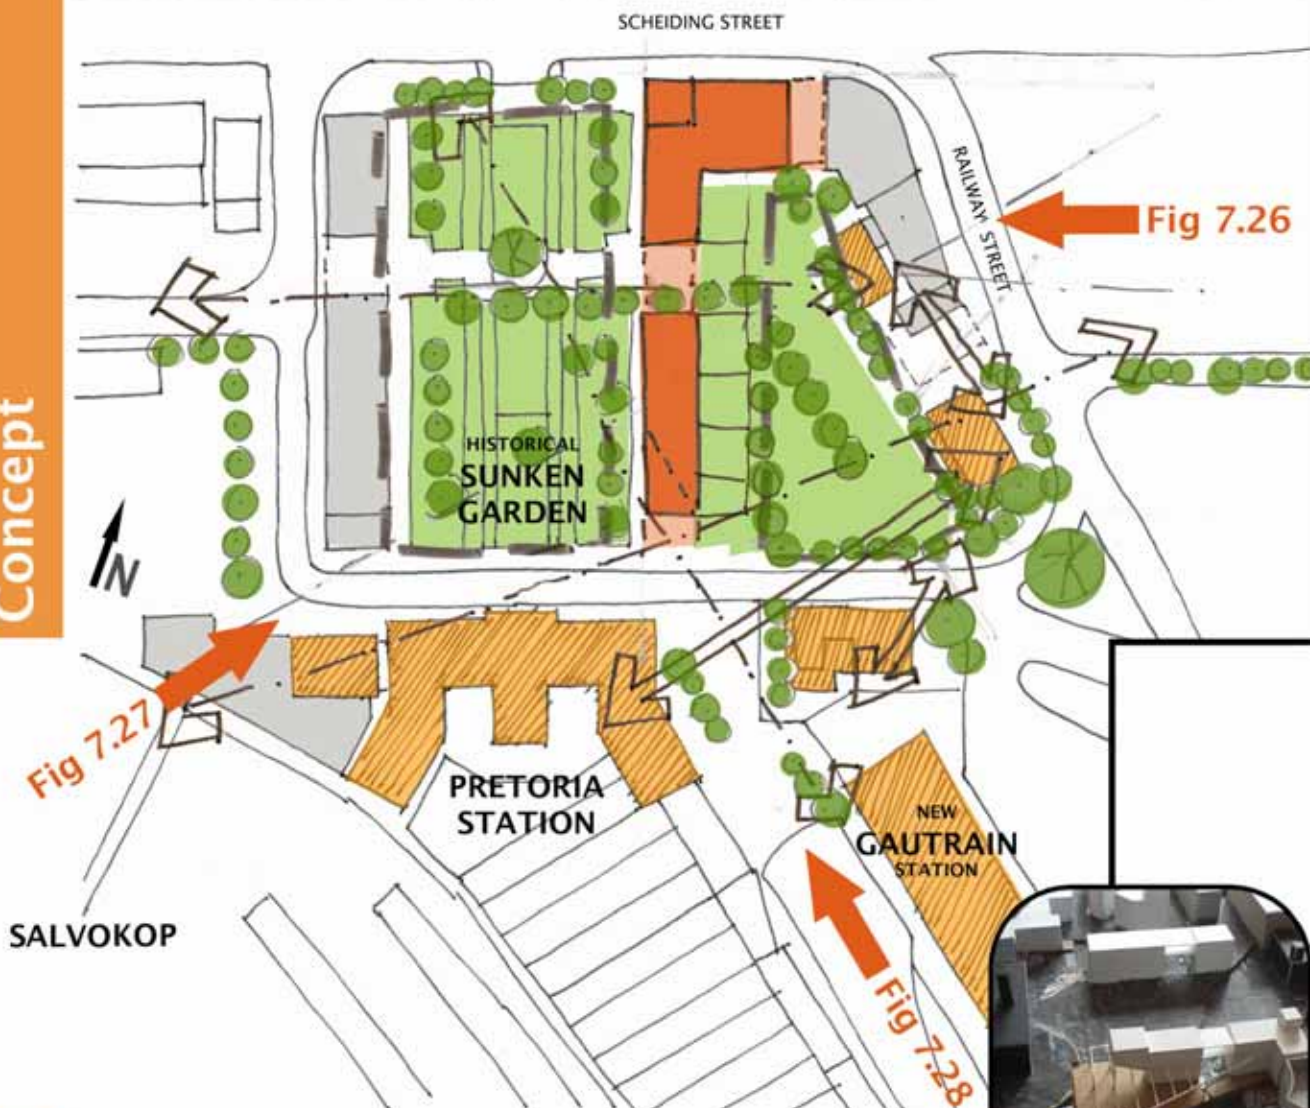 Concept
SCHEIDING STREET
RAILWAY STREET
Fig 7.26
HISTORICAL
SUNKEN
GARDEN
N
Fig 7.27
PRETORIA
STATION
NEW
GAUTRAIN
STATION
SALVOKOP
Fig 7.28